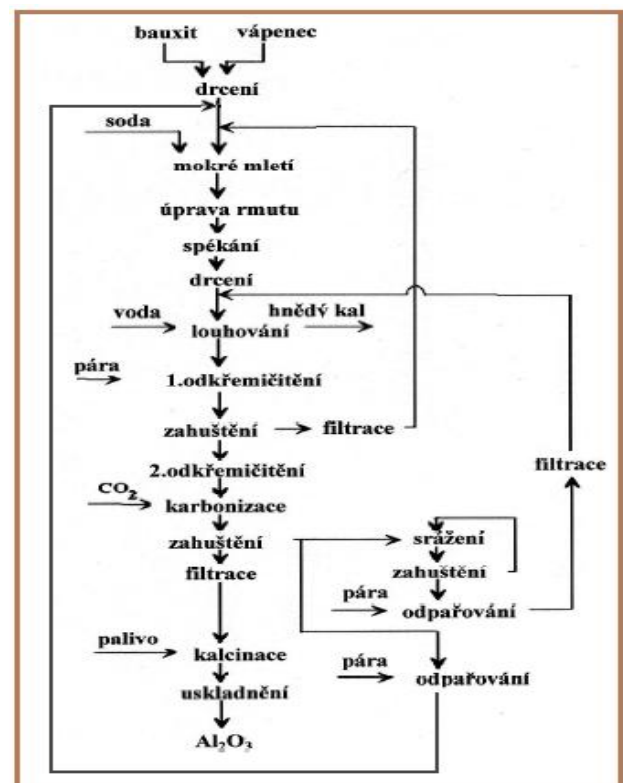 bauxit vápenec
drcení
soda
mokré mletí
úprava rmutu
spékání
drcení
voda hnědý kal
louhování
pára
1.odkřemičitění
zahuštění filtrace
2.odkřemičitění filtrace
CO₂
karbonizace
zahuštění srážení
filtrace zahuštění
pára
odpařování
palivo
kalcinace pára
uskladnění odpařování
Al₂O₃